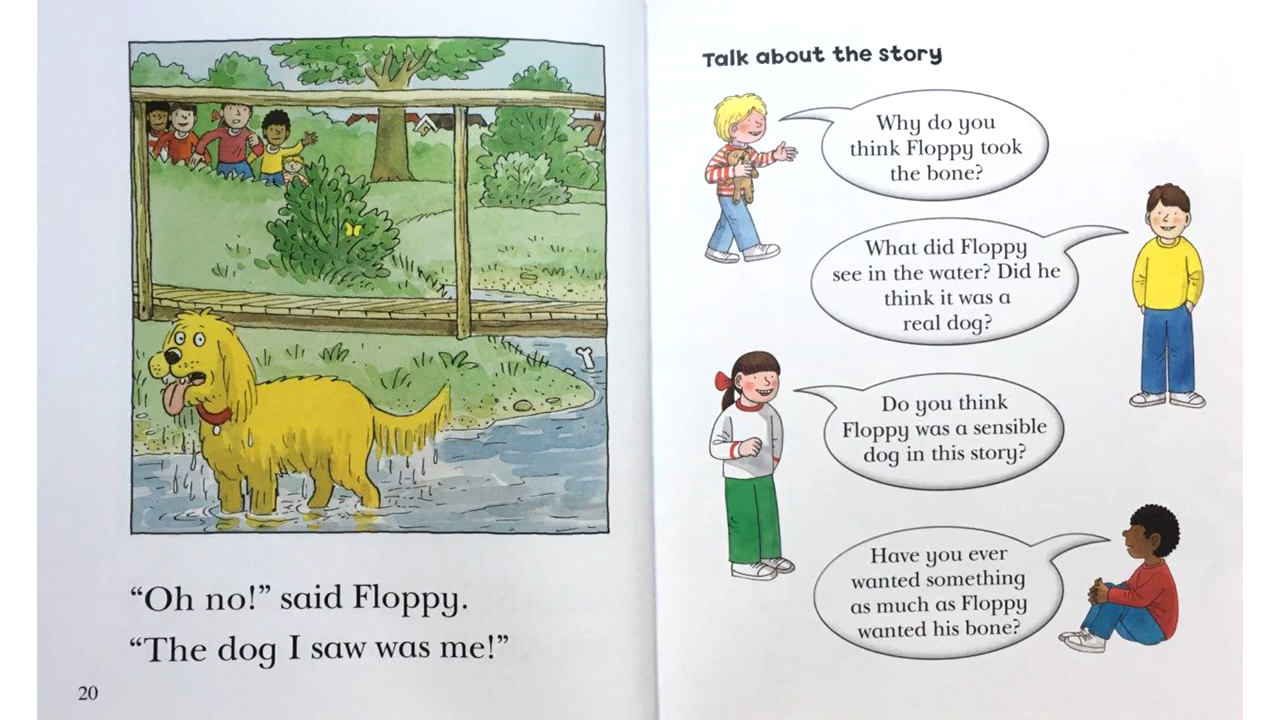 “Oh no!” said Floppy.
“The dog I saw was me!”
20
Talk about the story
Why do you
think Floppy took
the bone?
What did Floppy
see in the water? Did he
think it was a
real dog?
Do you think
Floppy was a sensible
dog in this story?
Have you ever
wanted something
as much as Floppy
wanted his bone?